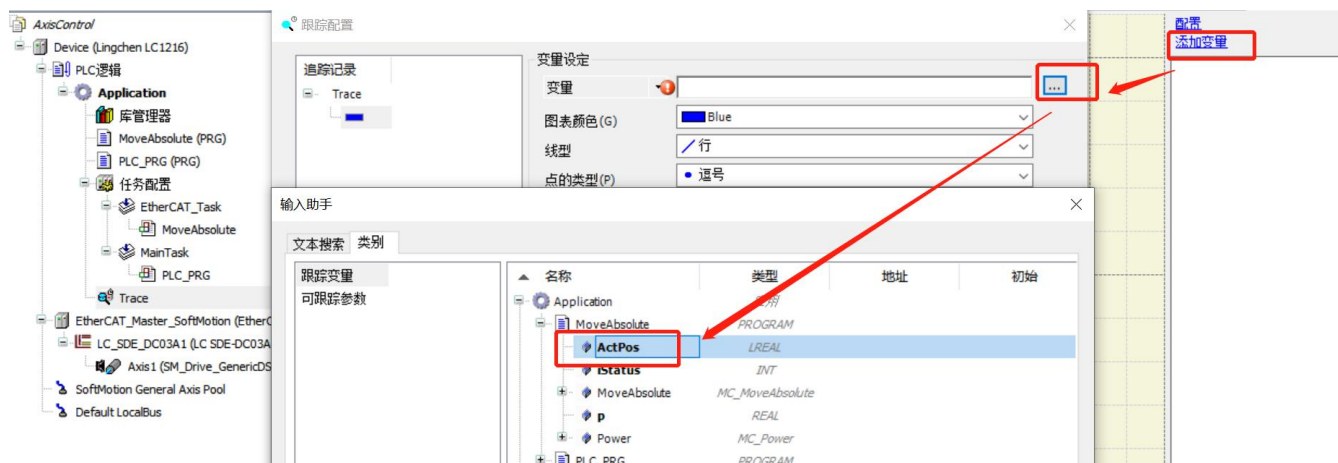 AxisControl
Device (Lingchen LC1216)
PLC逻辑
Application
库管理器
MoveAbsolute (PRG)
PLC_PRG (PRG)
任务配置
EtherCAT_Task
MoveAbsolute
MainTask
PLC_PRG
Trace
EtherCAT_Master_SoftMotion (EtherC
LC_SDE_DC03A1 (LC SDE-DC03A
Axis1 (SM_Drive_GenericDS
SoftMotion General Axis Pool
Default LocalBus
跟踪配置
追踪记录
Trace
变量设定
变量
...
图表颜色(G)
Blue
线型
行
点的类型(P)
逗号
配置
添加变量
输入助手
文本搜索 类别
跟踪变量
可跟踪参数
名称 类型 地址 初始
Application
MoveAbsolute PROGRAM
ActPos LREAL
iStatus INT
MoveAbsolute MC_MoveAbsolute
p REAL
Power MC_Power
PLC_PRG PROGRAM